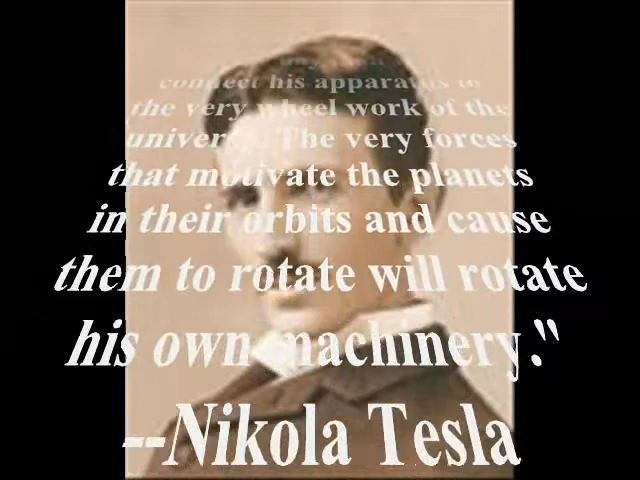 connect his apparatus to
the very wheel work of the
universe. The very forces
that motivate the planets
in their orbits and cause
them to rotate will rotate
his own machinery."
--Nikola Tesla